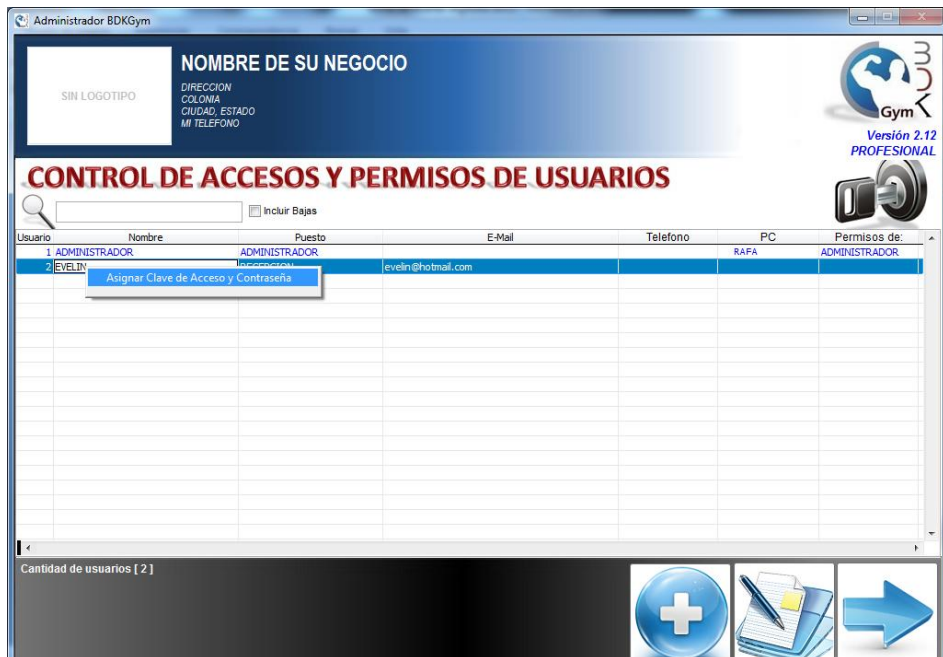 Administrador BDKGym
SIN LOGOTIPO
NOMBRE DE SU NEGOCIO
DIRECCION
COLONIA
CIUDAD, ESTADO
MI TELEFONO
BDK
Gym
Versión 2.12
PROFESIONAL
CONTROL DE ACCESOS Y PERMISOS DE USUARIOS
Incluir Bajas
Usuario Nombre Puesto E-Mail Telefono PC Permisos de:
1 ADMINISTRADOR ADMINISTRADOR RAFA ADMINISTRADOR
2 EVELIN RECEPCION evelin@hotmail.com
Asignar Clave de Acceso y Contraseña
Cantidad de usuarios [ 2 ]